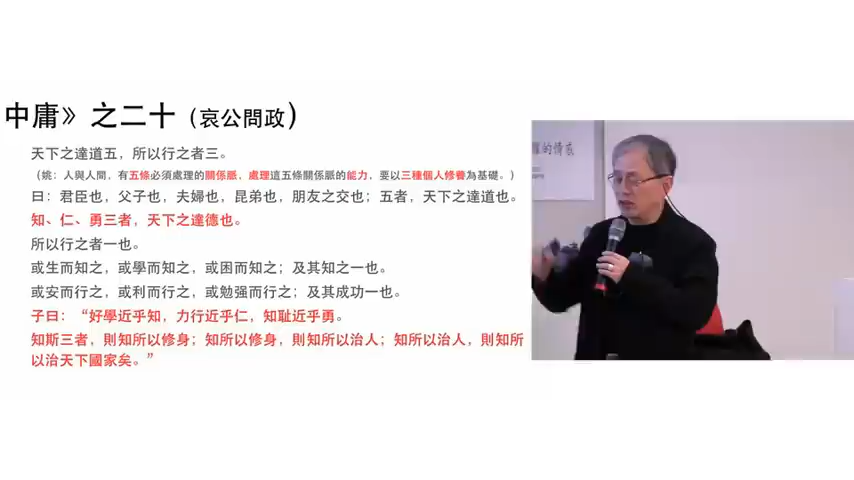 中庸》之二十（哀公問政）
天下之達道五，所以行之者三。
（姚：人與人間，有五條必須處理的關係脈，處理這五條關係脈的能力，要以三種個人修養為基礎。）
曰：君臣也，父子也，夫婦也，昆弟也，朋友之交也；五者，天下之達道也。
知、仁、勇三者，天下之達德也。
所以行之者一也。
或生而知之，或學而知之，或困而知之；及其知之一也。
或安而行之，或利而行之，或勉强而行之；及其成功一也。
子曰：“好學近乎知，力行近乎仁，知耻近乎勇。
知斯三者，則知所以修身；知所以修身，則知所以治人；知所以治人，則知所
以治天下國家矣。”
的情感